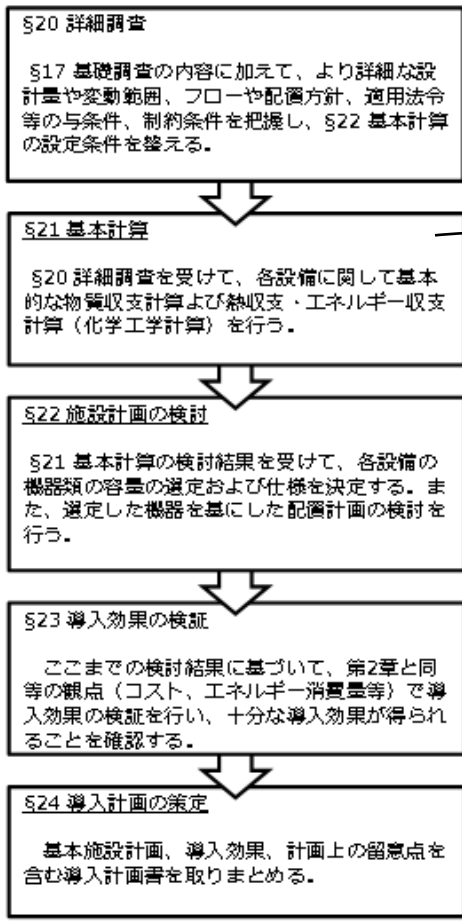 §20 詳細調査
§17 基礎調査の内容に加えて、より詳細な設
計量や変動範囲、フローや配置方針、適用法令
等の与条件、制約条件を把握し、§22 基本計算
の設定条件を整える。
§21 基本計算
§20 詳細調査を受けて、各設備に関して基本
的な物質収支計算よび熱収支・エネルギー収支
計算（化学工学計算）を行う。
§22 施設計画の検討
§21 基本計算の検討結果を受けて、各設備の
機器類の容量の選定および仕様を決定する。ま
た、選定した機器を基にした配置計画の検討を
行う。
§23 導入効果の検証
ここまでの検討結果に基づいて、第2章と同
等の観点（コスト、エネルギー消費量等）で導
入効果の検証を行い、十分な導入効果が得られ
ることを確認する。
§24 導入計画の策定
基本施設計画、導入効果、計画上の留意点を
含む導入計画書を取りまとめる。